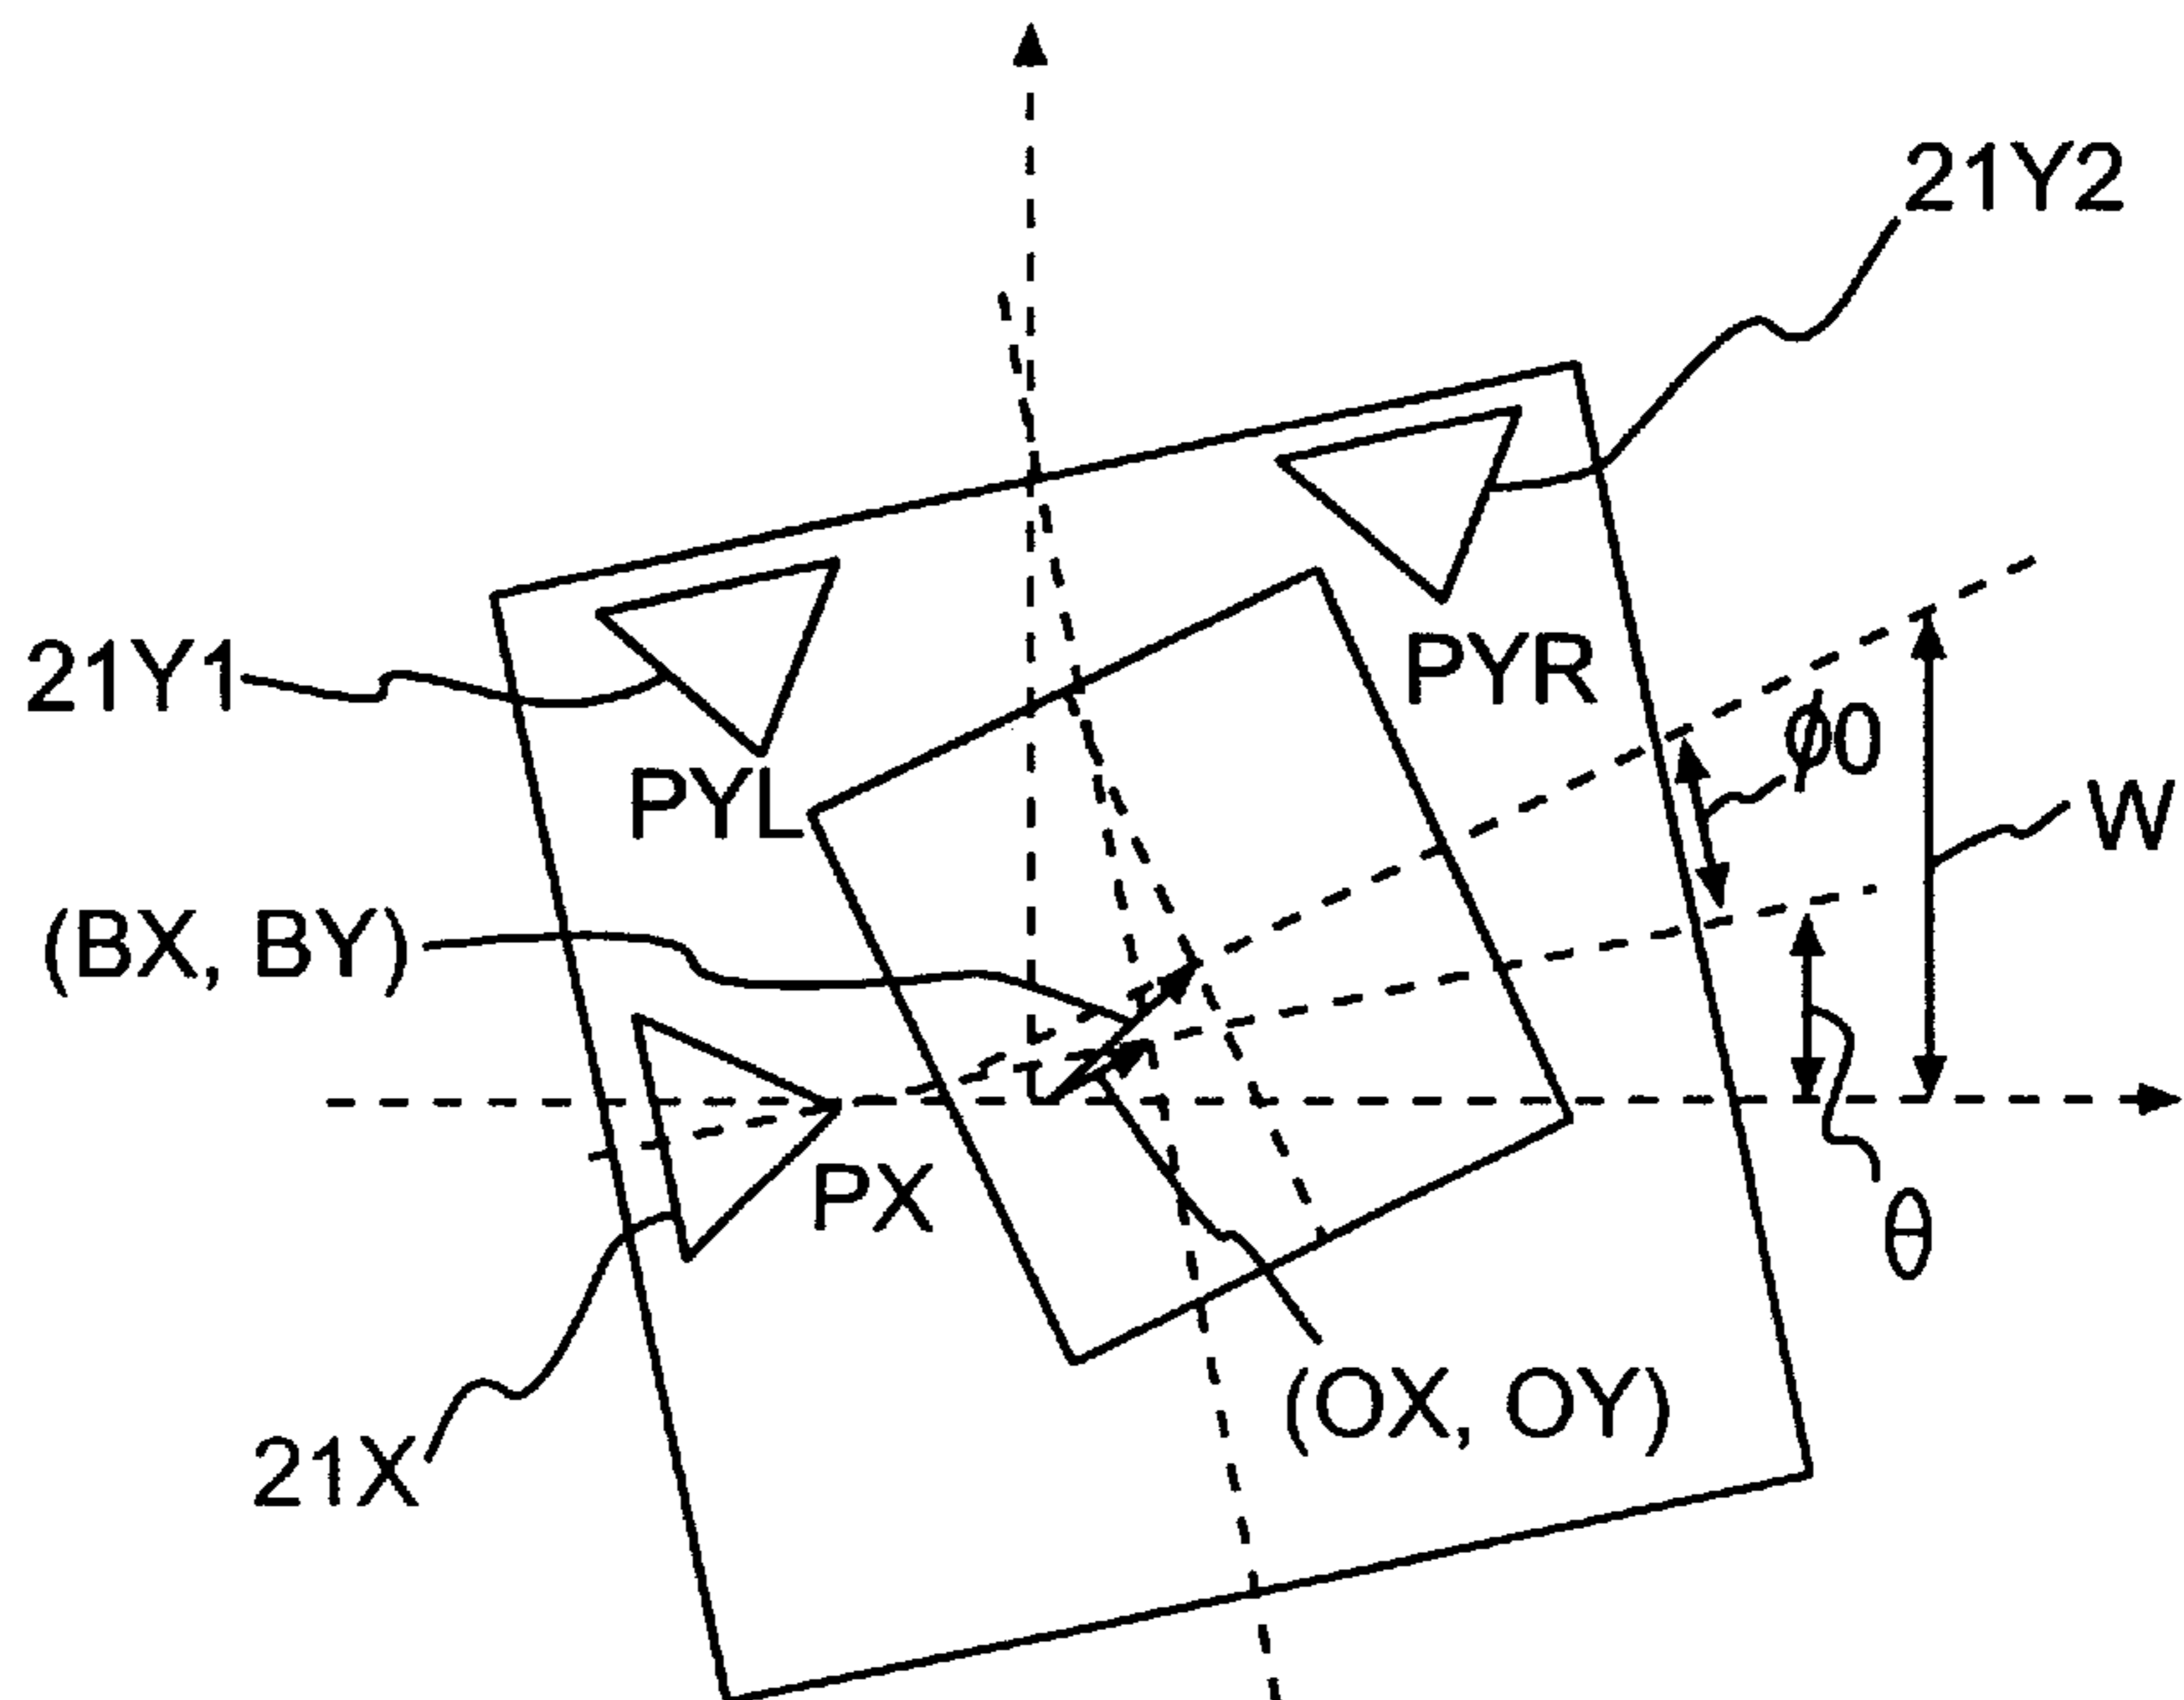 21Y2
21Y1
PYR
ϕ0
PYL
W
(BX, BY)
PX
θ
(OX, OY)
21X